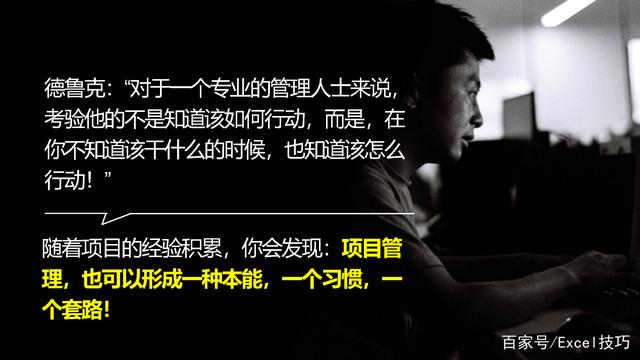 德鲁克：“对于一个专业的管理人士来说，
考验他的不是知道该如何行动，而是，在
你不知道该干什么的时候，也知道该怎么
行动！”
随着项目的经验积累，你会发现：项目管
理，也可以形成一种本能，一个习惯，一
个套路！
百家号/Excel技巧